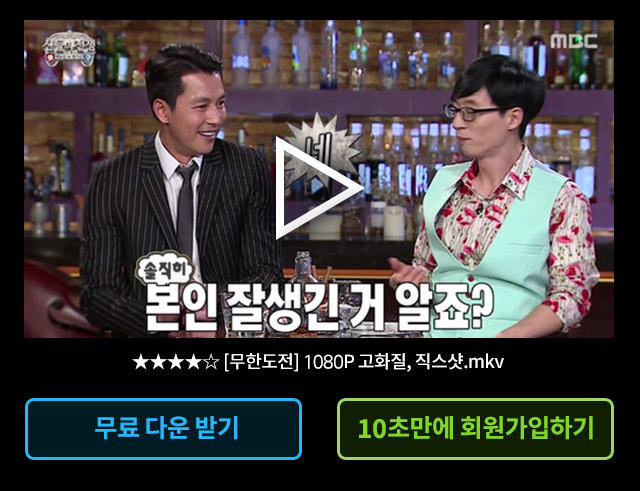 MBC
네
솔직히
본인 잘생긴 거 알죠?
★★★★☆ [무한도전] 1080P 고화질, 직스샷.mkv
무료 다운 받기
10초만에 회원가입하기